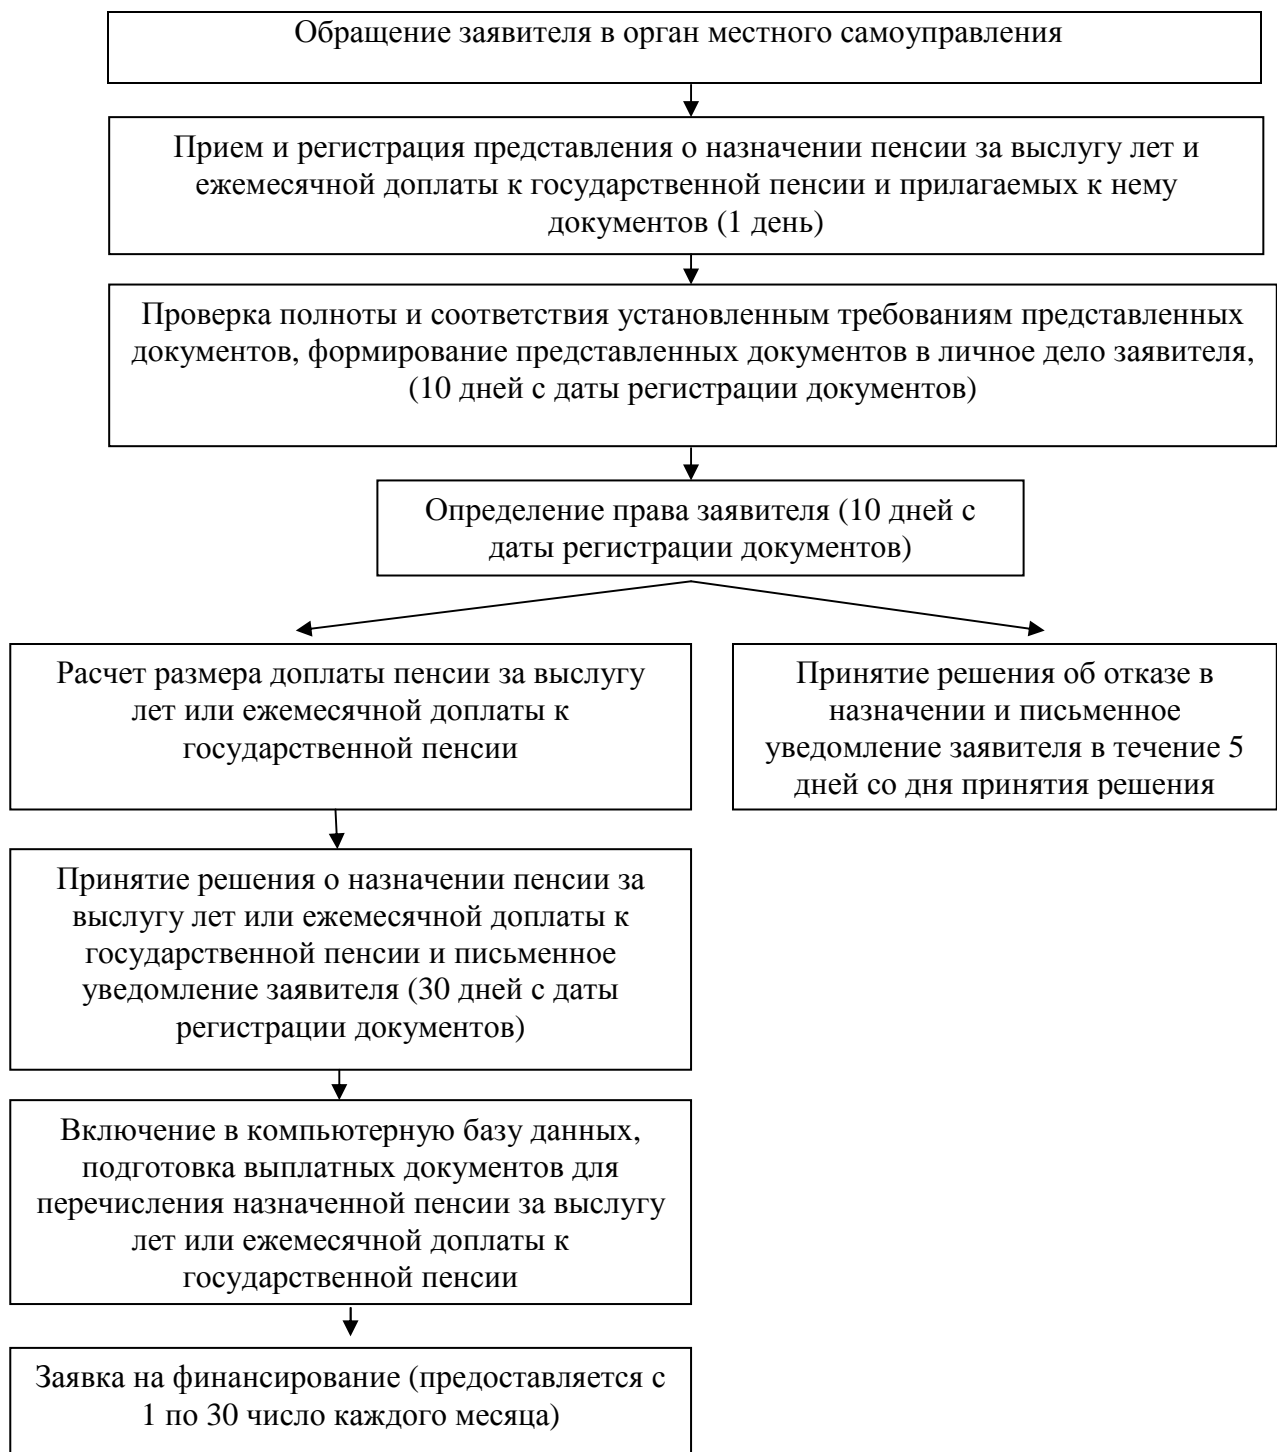 Обращение заявителя в орган местного самоуправления
Прием и регистрация представления о назначении пенсии за выслугу лет и
ежемесячной доплаты к государственной пенсии и прилагаемых к нему
документов (1 день)
Проверка полноты и соответствия установленным требованиям представленных
документов, формирование представленных документов в личное дело заявителя,
(10 дней с даты регистрации документов)
Определение права заявителя (10 дней с
даты регистрации документов)
Расчет размера доплаты пенсии за выслугу
лет или ежемесячной доплаты к
государственной пенсии
Принятие решения об отказе в
назначении и письменное
уведомление заявителя в течение 5
дней со дня принятия решения
Принятие решения о назначении пенсии за
выслугу лет или ежемесячной доплаты к
государственной пенсии и письменное
уведомление заявителя (30 дней с даты
регистрации документов)
Включение в компьютерную базу данных,
подготовка выплатных документов для
перечисления назначенной пенсии за выслугу
лет или ежемесячной доплаты к
государственной пенсии
Заявка на финансирование (предоставляется с
1 по 30 число каждого месяца)